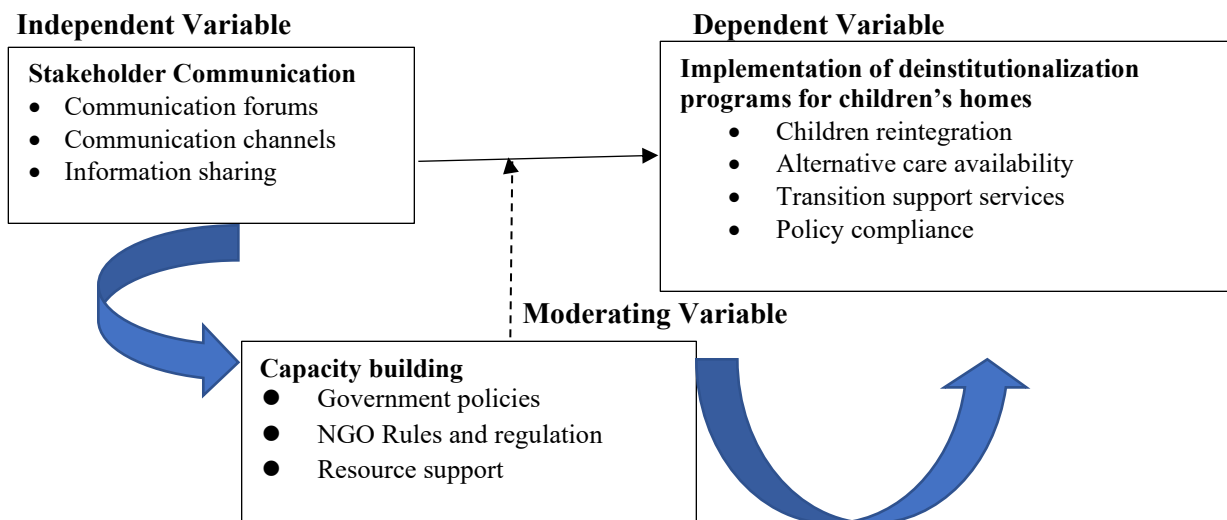 Independent Variable
Stakeholder Communication
• Communication forums
• Communication channels
• Information sharing
Dependent Variable
Implementation of deinstitutionalization
programs for children’s homes
• Children reintegration
• Alternative care availability
• Transition support services
• Policy compliance
Moderating Variable
Capacity building
● Government policies
● NGO Rules and regulation
● Resource support